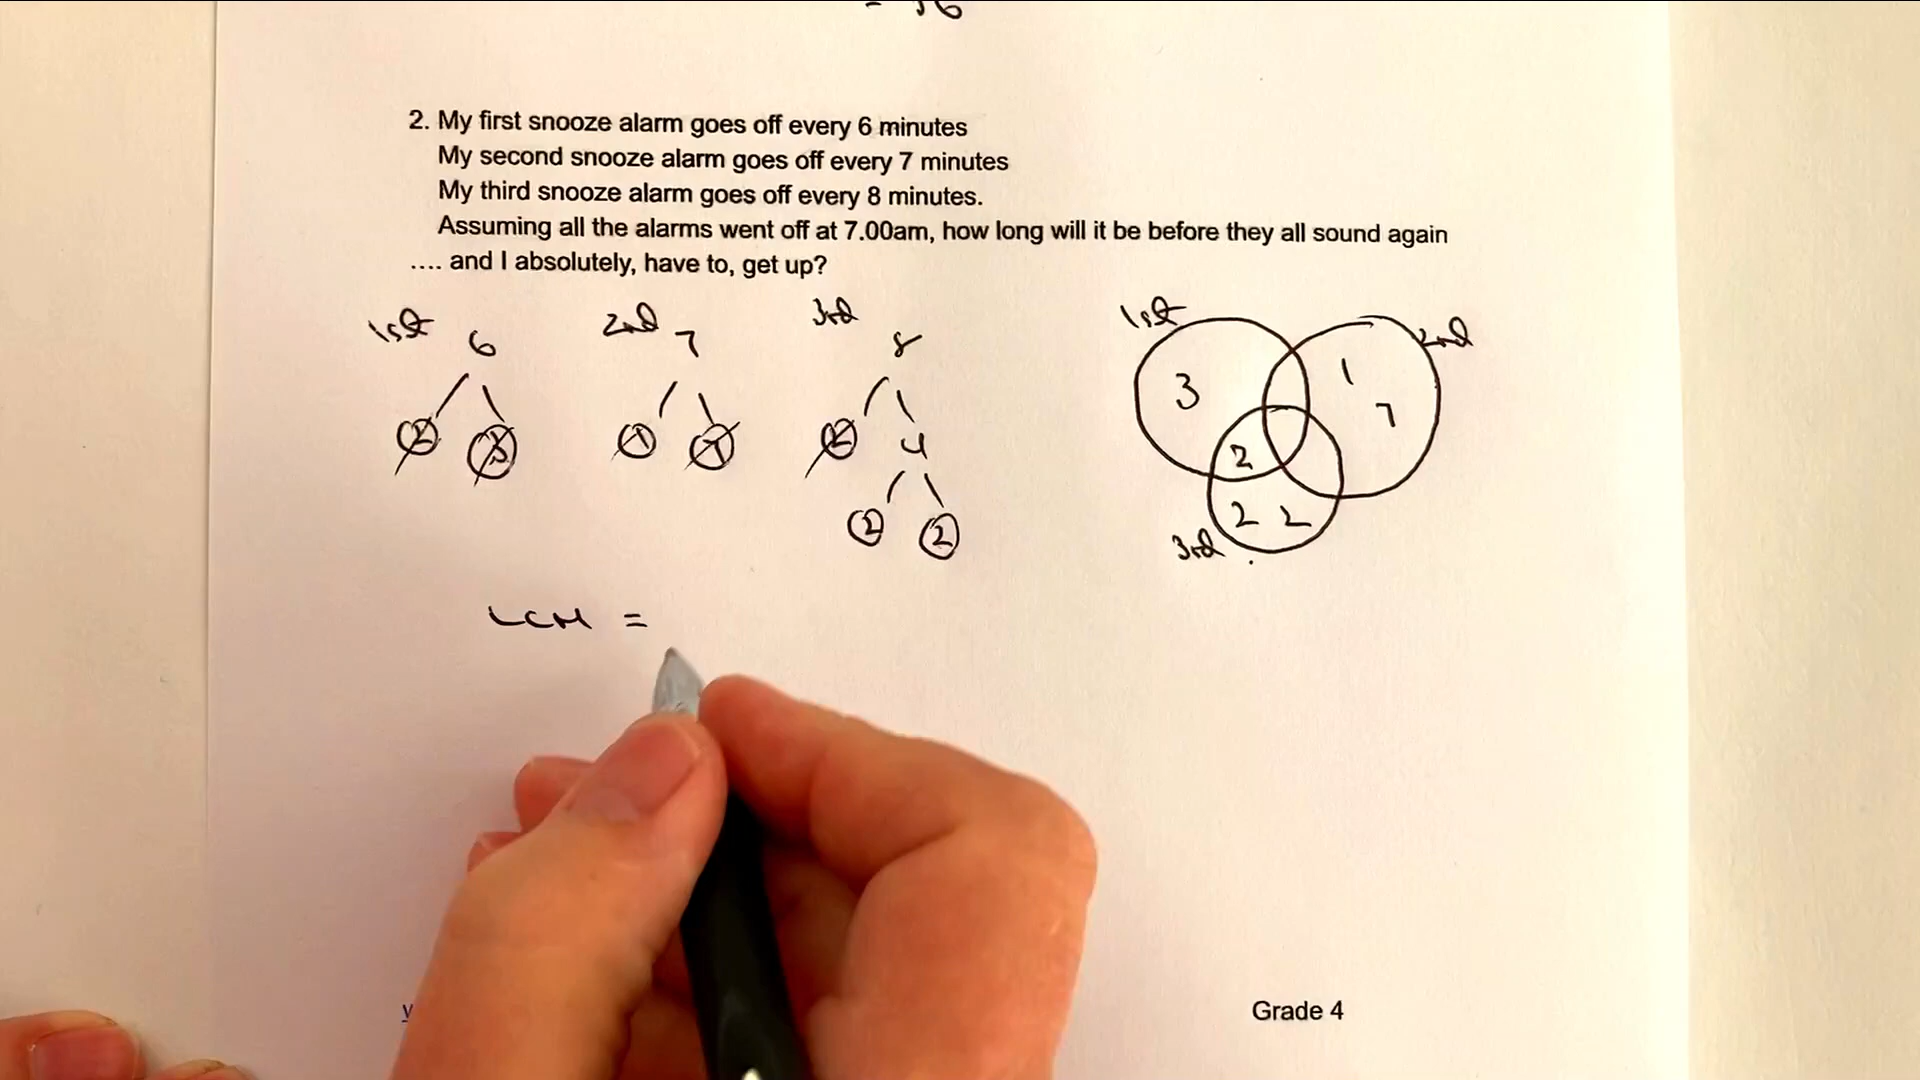 = 36
2. My first snooze alarm goes off every 6 minutes
My second snooze alarm goes off every 7 minutes
My third snooze alarm goes off every 8 minutes.
Assuming all the alarms went off at 7.00am, how long will it be before they all sound again
.... and I absolutely, have to, get up?
1st 6
2 3
2nd 7
1 7
3rd 8
2 4
2 2
1st 2nd
3 1
7
2
2 2
3rd
LCM =
Grade 4